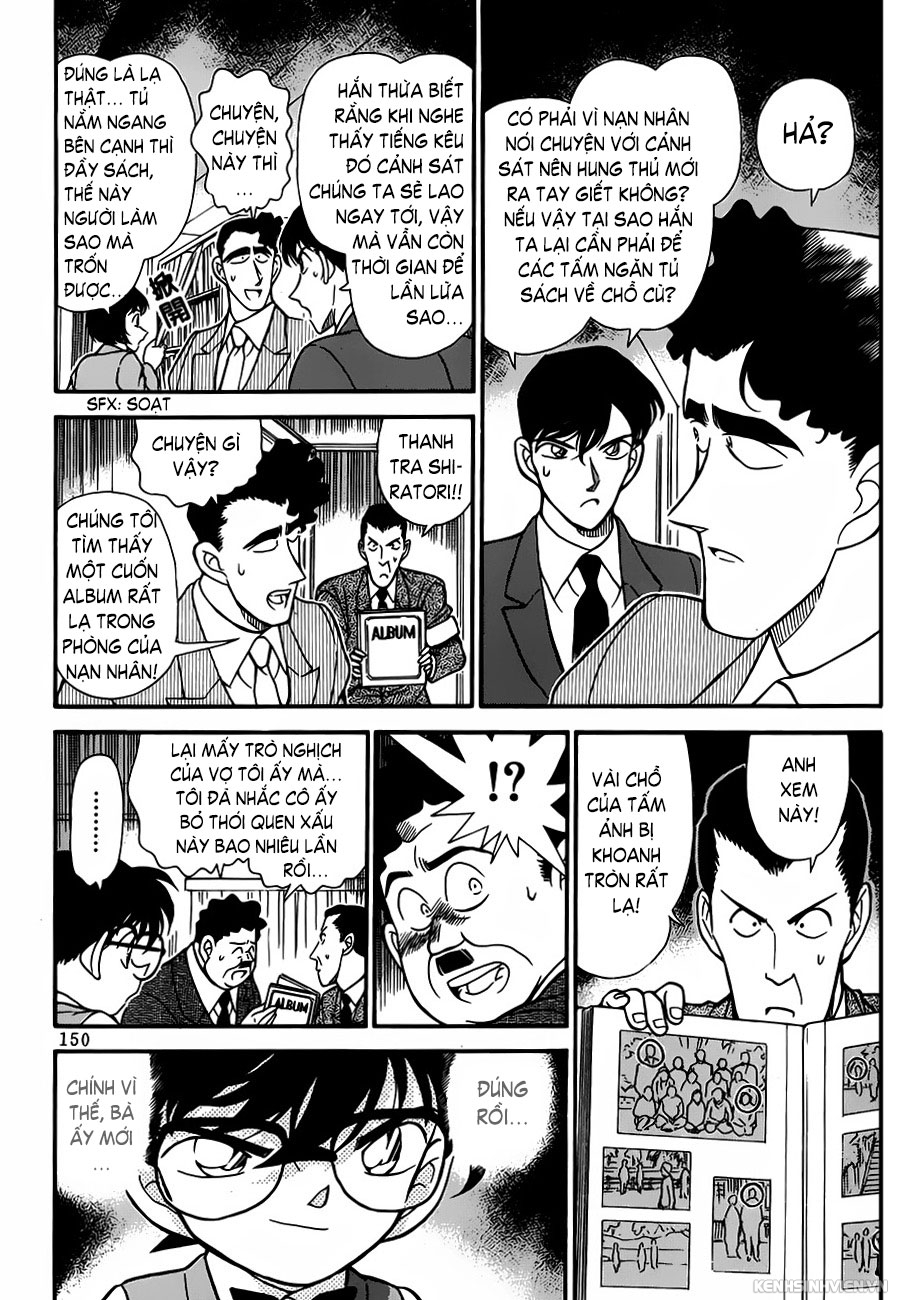 HẢ?
CÓ PHẢI VÌ NẠN NHÂN
NÓI CHUYỆN VỚI CẢNH
SÁT NÊN HUNG THỦ MỚI
RA TAY GIẾT KHÔNG?
NẾU VẬY TẠI SAO HẮN
TA LẠI CẦN PHẢI ĐỂ
CÁC TẤM NGĂN TỦ
SÁCH VỀ CHỔ CỦ?
HẮN THỪA BIẾT
RẰNG KHI NGHE
THẤY TIẾNG KÊU
ĐÓ CẢNH SÁT
CHÚNG TA SẼ LAO
NGAY TỚI, VẬY
MÀ VẪN CÒN
THỜI GIAN ĐỂ
LẦN LỮA
SAO...
CHUYỆN,
CHUYỆN
NÀY THÌ
...
ĐÚNG LÀ LẠ
THẬT... TỦ
NẰM NGANG
BÊN CẠNH THÌ
ĐẦY SÁCH,
THẾ NÀY
NGƯỜI LÀM
SAO MÀ
TRỐN
ĐƯỢC...
掀開
SFX: SOẠT
THANH
TRA SHI-
RATORI!!
CHUYỆN GÌ
VẬY?
ALBUM
CHÚNG TÔI
TÌM THẤY
MỘT CUỐN
ALBUM RẤT
LẠ TRONG
PHÒNG CỦA
NẠN NHÂN!
ANH
XEM
NÀY!
VÀI CHỔ
CỦA TẤM
ẢNH BỊ
KHOANH
TRÒN RẤT
LẠ!
!?
LẠI MẤY TRÒ NGHỊCH
CỦA VỢ TÔI ẤY MÀ...
TÔI ĐẢ NHẮC CÔ ẤY
BỎ THÓI QUEN XẤU
NÀY BAO NHIÊU LẦN
RỒI...
.........
ALBUM
150
ĐÚNG
RỒI...
CHÍNH VÌ
THẾ, BÀ
ẤY MỚI
...
KENHSINHVIEN.VN